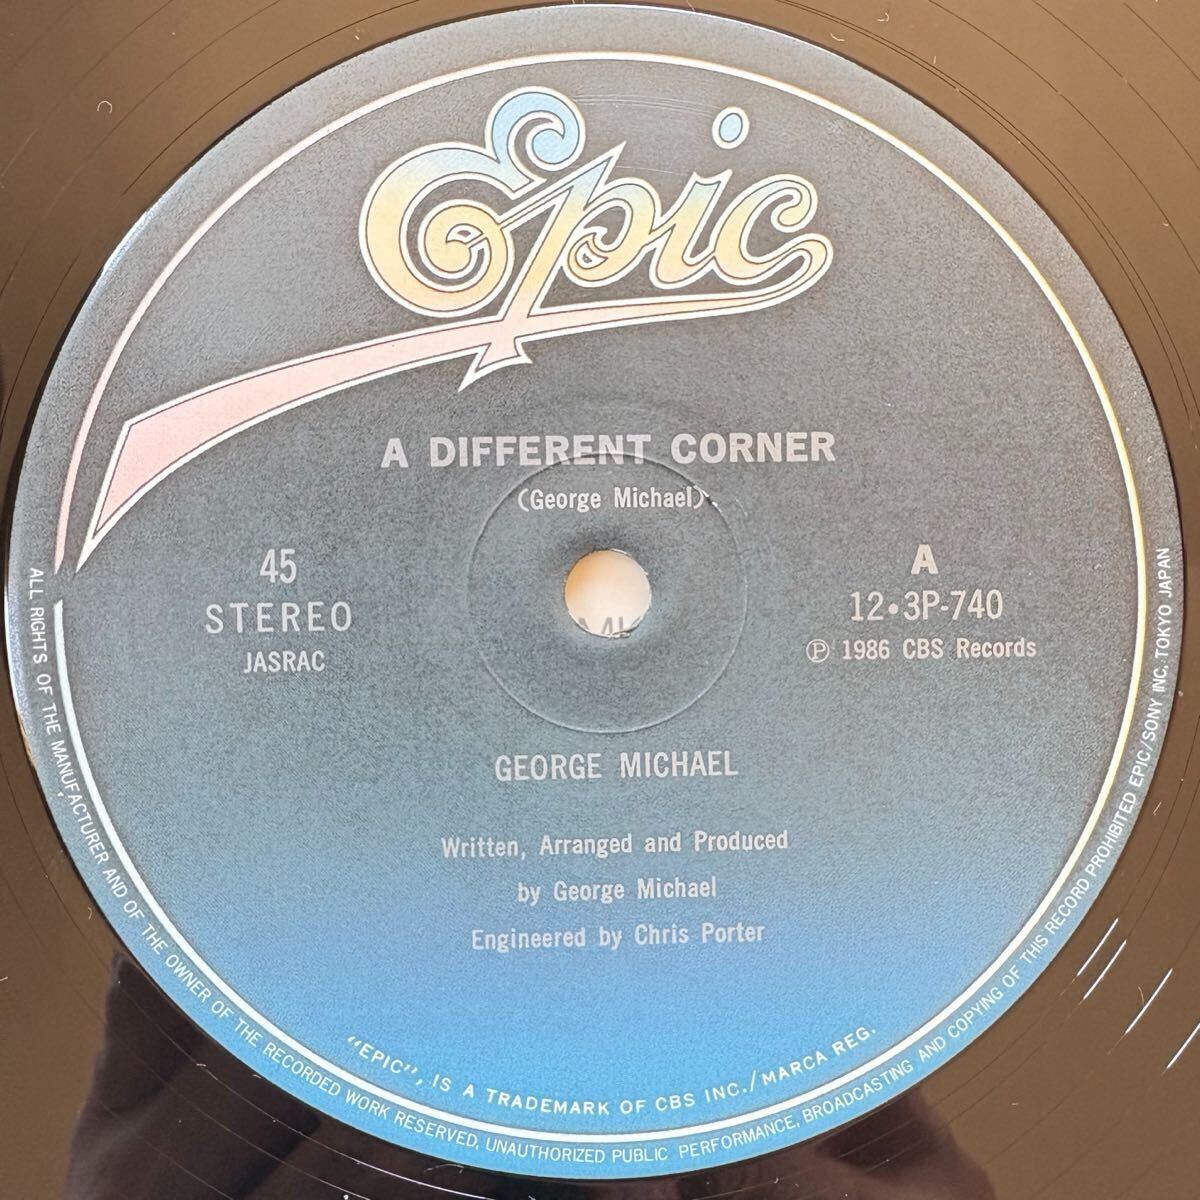 Epic
A DIFFERENT CORNER
(George Michael)
45
STEREO
JASRAC
A
12•3P-740
Ⓟ 1986 CBS Records
GEORGE MICHAEL
Written, Arranged and Produced
by George Michael
Engineered by Chris Porter
"EPIC", IS A TRADEMARK OF CBS INC./MARCA REG.
ALL RIGHTS OF THE MANUFACTURER AND OF THE OWNER OF THE RECORDED WORK RESERVED. UNAUTHORIZED PUBLIC PERFORMANCE, BROADCASTING AND COPYING OF THIS RECORD PROHIBITED EPIC/SONY INC. TOKYO JAPAN